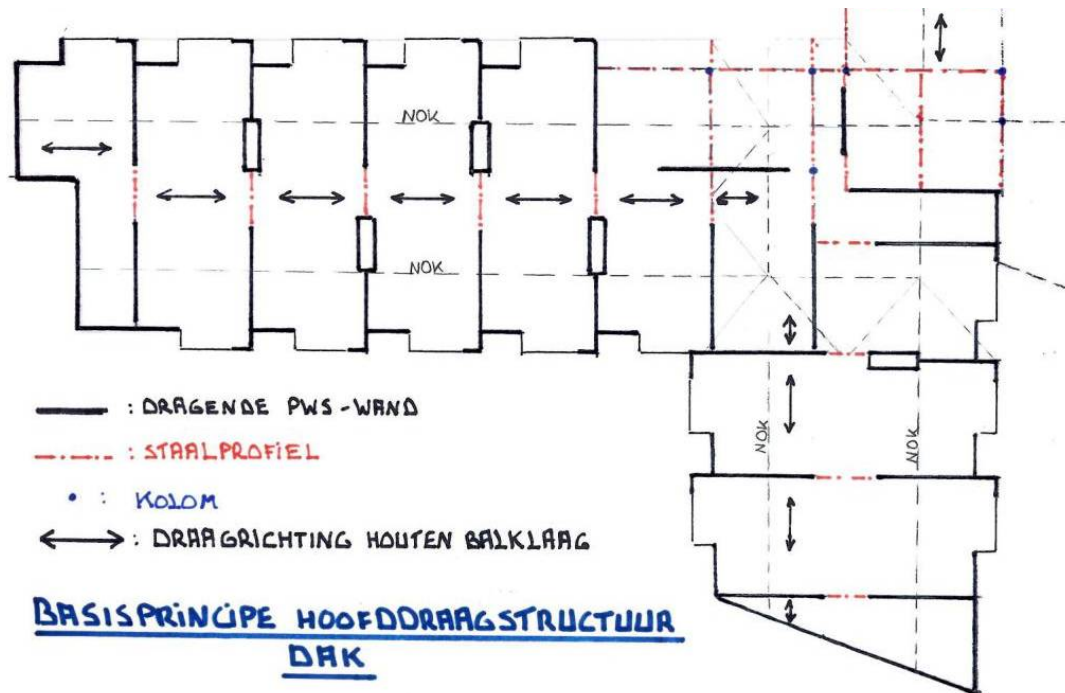 NOK
NOK
NOK
NOK
: DRAGENDE PWS-WAND
: STAALPROFIEL
: KOLOM
: DRAAGRICHTING HOUTEN BALKLAAG
BASISPRINCIPE HOOFDDRAAGSTRUCTUUR
DAK